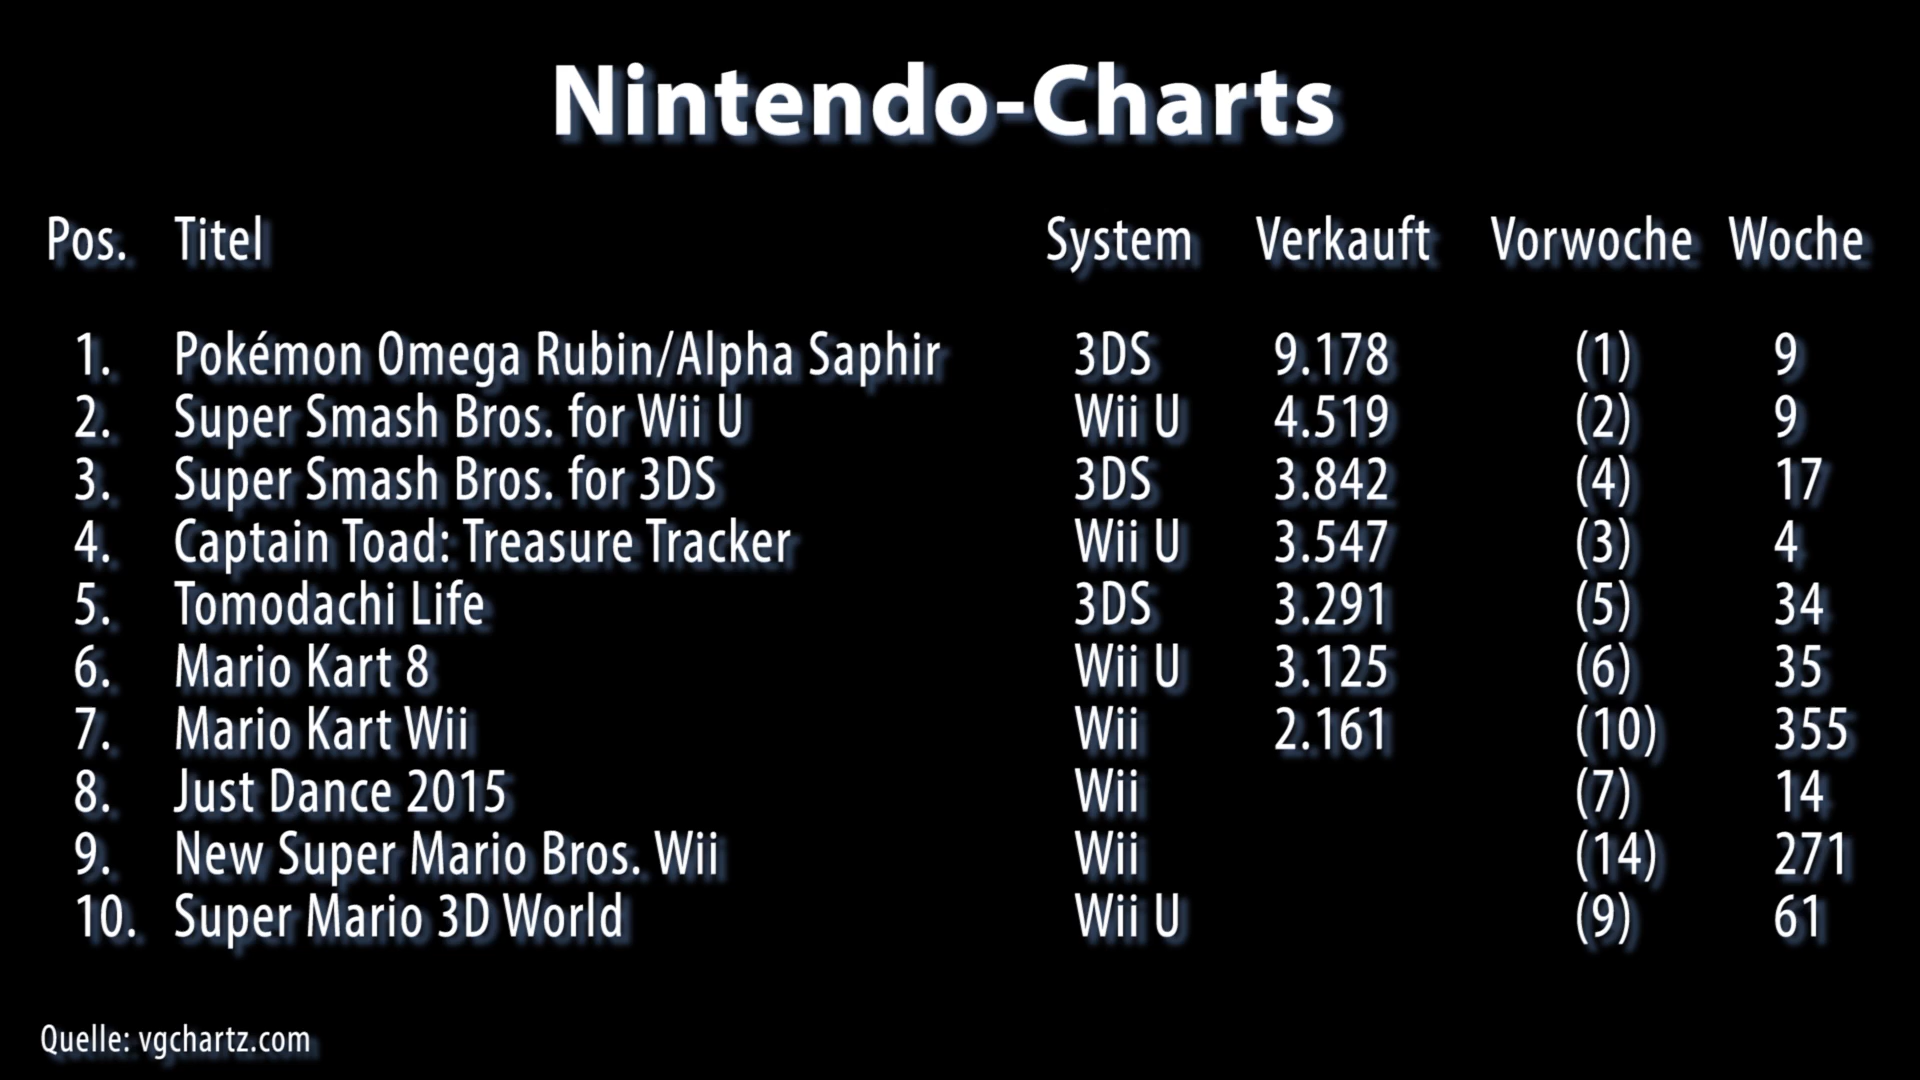 Nintendo-Charts
Pos. Titel System Verkauft Vorwoche Woche
1. Pokémon Omega Rubin/Alpha Saphir 3DS 9.178 (1) 9
2. Super Smash Bros. for Wii U Wii U 4.519 (2) 9
3. Super Smash Bros. for 3DS 3DS 3.842 (4) 17
4. Captain Toad: Treasure Tracker Wii U 3.547 (3) 4
5. Tomodachi Life 3DS 3.291 (5) 34
6. Mario Kart 8 Wii U 3.125 (6) 35
7. Mario Kart Wii Wii 2.161 (10) 355
8. Just Dance 2015 Wii (7) 14
9. New Super Mario Bros. Wii Wii (14) 271
10. Super Mario 3D World Wii U (9) 61
Quelle: vgchartz.com